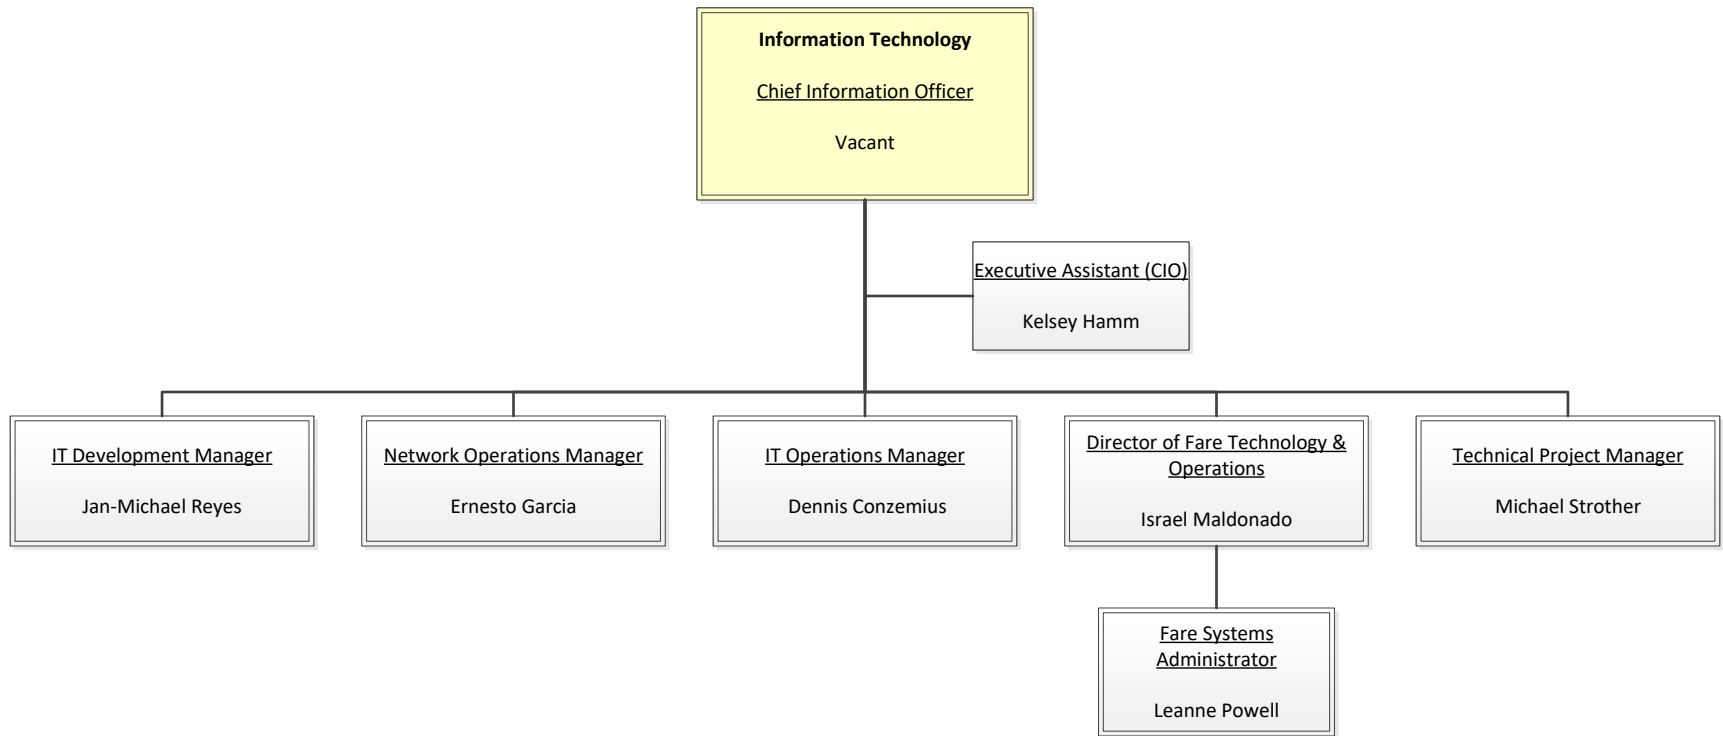 Information Technology
Chief Information Officer
Vacant
Executive Assistant (CIO)
Kelsey Hamm
IT Development Manager
Jan-Michael Reyes
Network Operations Manager
Ernesto Garcia
IT Operations Manager
Dennis Conzemius
Director of Fare Technology &
Operations
Israel Maldonado
Technical Project Manager
Michael Strother
Fare Systems
Administrator
Leanne Powell